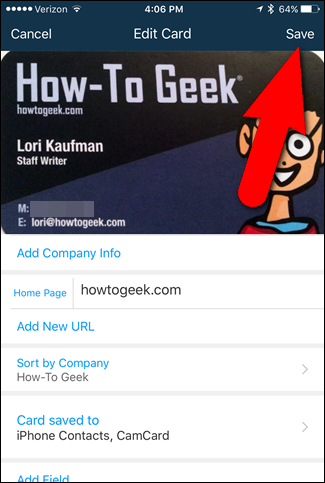 Verizon 4:06 PM 64%
Cancel Edit Card Save
How-To Geek®
howtogeek.com
Lori Kaufman
Staff Writer
M:
E: lori@howtogeek.com
Add Company Info
Home Page howtogeek.com
Add New URL
Sort by Company
How-To Geek
Card saved to
iPhone Contacts, CamCard
Add Field